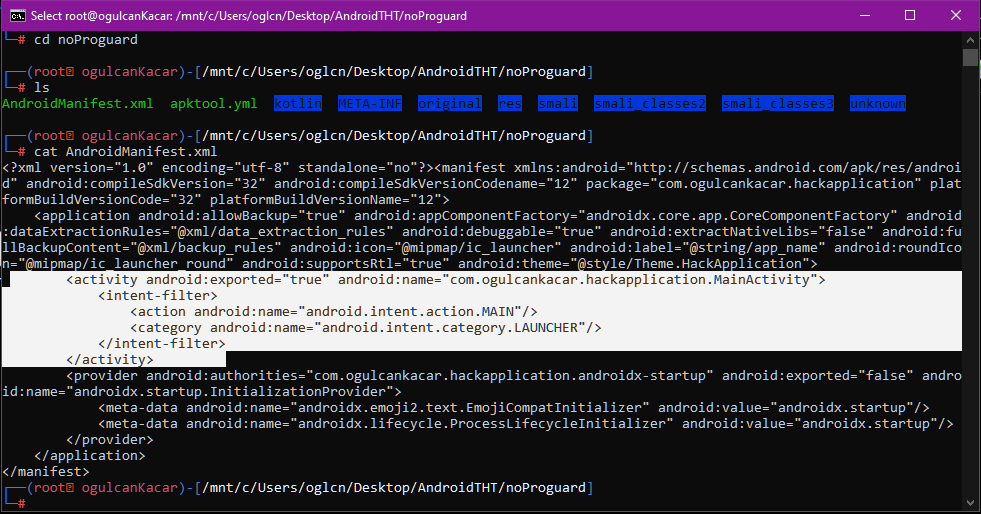 Select root@ogulcanKacar: /mnt/c/Users/oglcn/Desktop/AndroidTHT/noProguard
└─# cd noProguard
┌──(root ogulcanKacar)-[/mnt/c/Users/oglcn/Desktop/AndroidTHT/noProguard]
└─# ls
AndroidManifest.xml  apktool.yml  kotlin  META-INF  original  res  smali  smali_classes2  smali_classes3  unknown
┌──(root ogulcanKacar)-[/mnt/c/Users/oglcn/Desktop/AndroidTHT/noProguard]
└─# cat AndroidManifest.xml
<?xml version="1.0" encoding="utf-8" standalone="no"?><manifest xmlns:android="http://schemas.android.com/apk/res/androi
d" android:compileSdkVersion="32" android:compileSdkVersionCodename="12" package="com.ogulcankacar.hackapplication" plat
formBuildVersionCode="32" platformBuildVersionName="12">
    <application android:allowBackup="true" android:appComponentFactory="androidx.core.app.CoreComponentFactory" android
:dataExtractionRules="@xml/data_extraction_rules" android:debuggable="true" android:extractNativeLibs="false" android:fu
llBackupContent="@xml/backup_rules" android:icon="@mipmap/ic_launcher" android:label="@string/app_name" android:roundIco
n="@mipmap/ic_launcher_round" android:supportsRtl="true" android:theme="@style/Theme.HackApplication">
        <activity android:exported="true" android:name="com.ogulcankacar.hackapplication.MainActivity">
            <intent-filter>
                <action android:name="android.intent.action.MAIN"/>
                <category android:name="android.intent.category.LAUNCHER"/>
            </intent-filter>
        </activity>
        <provider android:authorities="com.ogulcankacar.hackapplication.androidx-startup" android:exported="false" andro
id:name="androidx.startup.InitializationProvider">
            <meta-data android:name="androidx.emoji2.text.EmojiCompatInitializer" android:value="androidx.startup"/>
            <meta-data android:name="androidx.lifecycle.ProcessLifecycleInitializer" android:value="androidx.startup"/>
        </provider>
    </application>
</manifest>
┌──(root ogulcanKacar)-[/mnt/c/Users/oglcn/Desktop/AndroidTHT/noProguard]
└─#